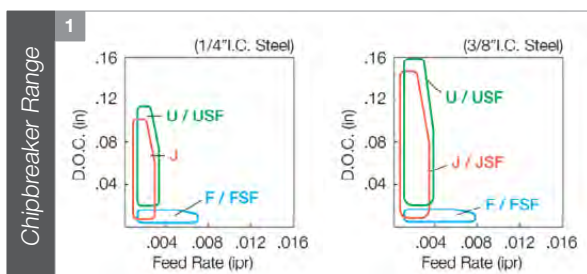 Chipbreaker Range
1
(1/4"I.C. Steel)
.16
.12
.08
.04
D.O.C. (in)
U / USF
J
F / FSF
.004 .008 .012 .016
Feed Rate (ipr)
(3/8"I.C. Steel)
.16
.12
.08
.04
D.O.C. (in)
U / USF
J / JSF
F / FSF
.004 .008 .012 .016
Feed Rate (ipr)